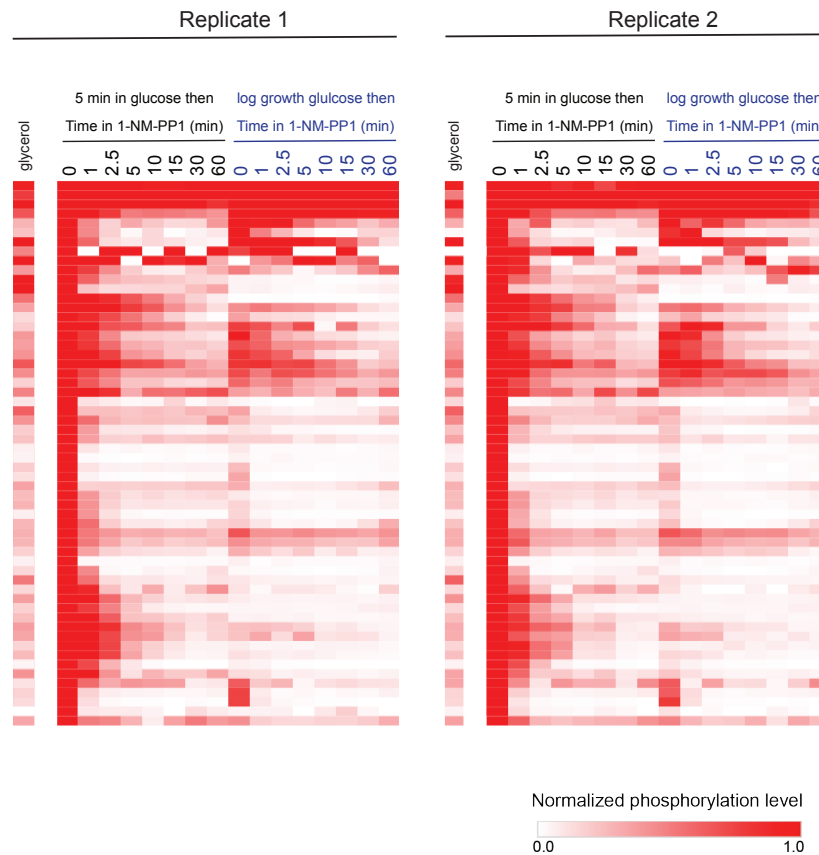 Replicate 1
Replicate 2
5 min in glucose then
log growth glulcose then
5 min in glucose then
log growth glucose then
Time in 1-NM-PP1 (min)
Time in 1-NM-PP1 (min)
Time in 1-NM-PP1 (min)
Time in 1-NM-PP1 (min
glycerol
0 1 2.5 5 10 15 30 60
0 1 2.5 5 10 15 30 60
glycerol
0 1 2.5 5 10 15 30 60
0 1 2.5 5 10 15 30 60
Normalized phosphorylation level
0.0
1.0